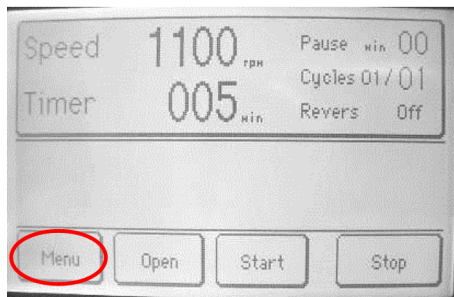 Speed 1100 rpm Pause min 00
Cycles 01/01
Timer 005 min Revers Off
Menu Open Start Stop